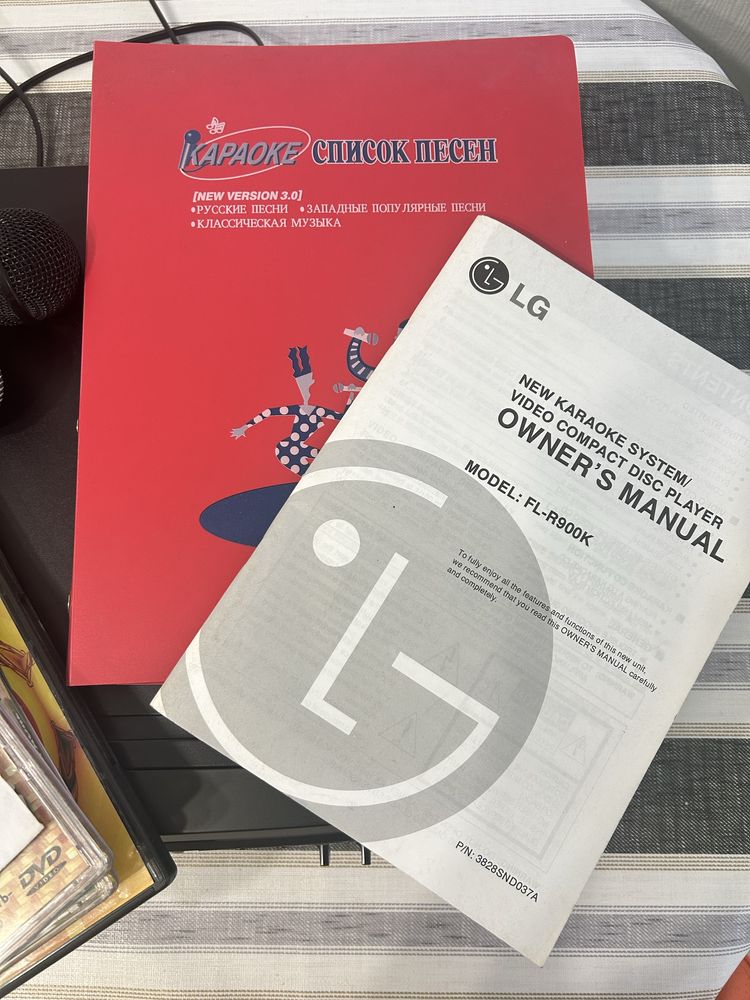 КАРАОКЕ СПИСОК ПЕСЕН
[NEW VERSION 3.0]
•РУССКИЕ ПЕСНИ •ЗАПАДНЫЕ ПОПУЛЯРНЫЕ ПЕСНИ
•КЛАССИЧЕСКАЯ МУЗЫКА
LG
NEW KARAOKE SYSTEM/
VIDEO COMPACT DISC PLAYER
OWNER'S MANUAL
MODEL: FL-R900K
To fully enjoy all the features and functions of this new unit,
we recommend that you read this OWNER'S MANUAL carefully
and completely.
P/N: 3828SND037A
DVD
VIDEO